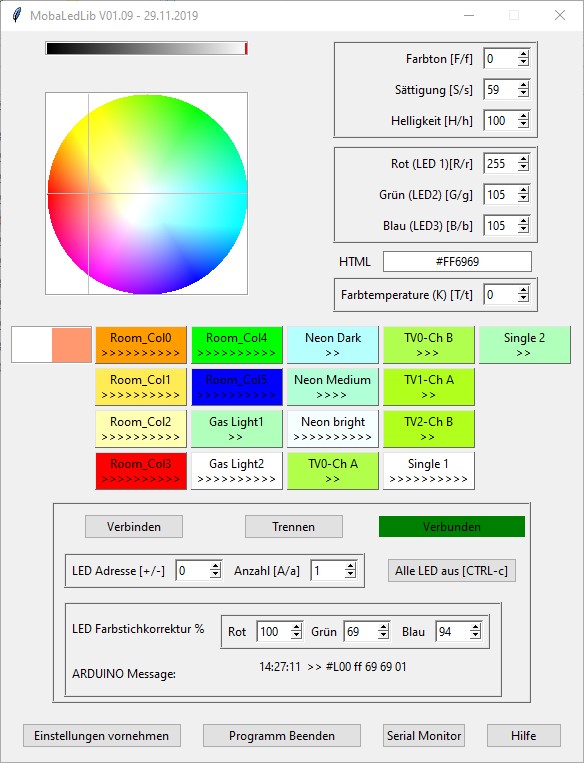 MobaLedLib V01.09 - 29.11.2019
Farbton [F/f] 0
Sättigung [S/s] 59
Helligkeit [H/h] 100
Rot (LED 1)[R/r] 255
Grün (LED2) [G/g] 105
Blau (LED3) [B/b] 105
HTML #FF6969
Farbtemperature (K) [T/t] 0
Room_Col0 Room_Col4 Neon Dark TV0-Ch B Single 2
>>>>>>>>>> >>>>>>>>>> >> >>> >>
Room_Col1 Room_Col5 Neon Medium TV1-Ch A
>>>>>>>>>> >>>>>>>>>> >>>> >>
Room_Col2 Gas Light1 Neon bright TV2-Ch B
>>>>>>>>>> >> >>>>>>>>>> >>
Room_Col3 Gas Light2 TV0-Ch A Single 1
>>>>>>>>>> >>>>>>>>>> >>> >>>>>>>>>>
Verbinden Trennen Verbunden
LED Adresse [+/-] 0 Anzahl [A/a] 1 Alle LED aus [CTRL-c]
LED Farbstichkorrektur % Rot 100 Grün 69 Blau 94
ARDUINO Message: 14:27:11 >> #L00 ff 69 69 01
Einstellungen vornehmen Programm Beenden Serial Monitor Hilfe